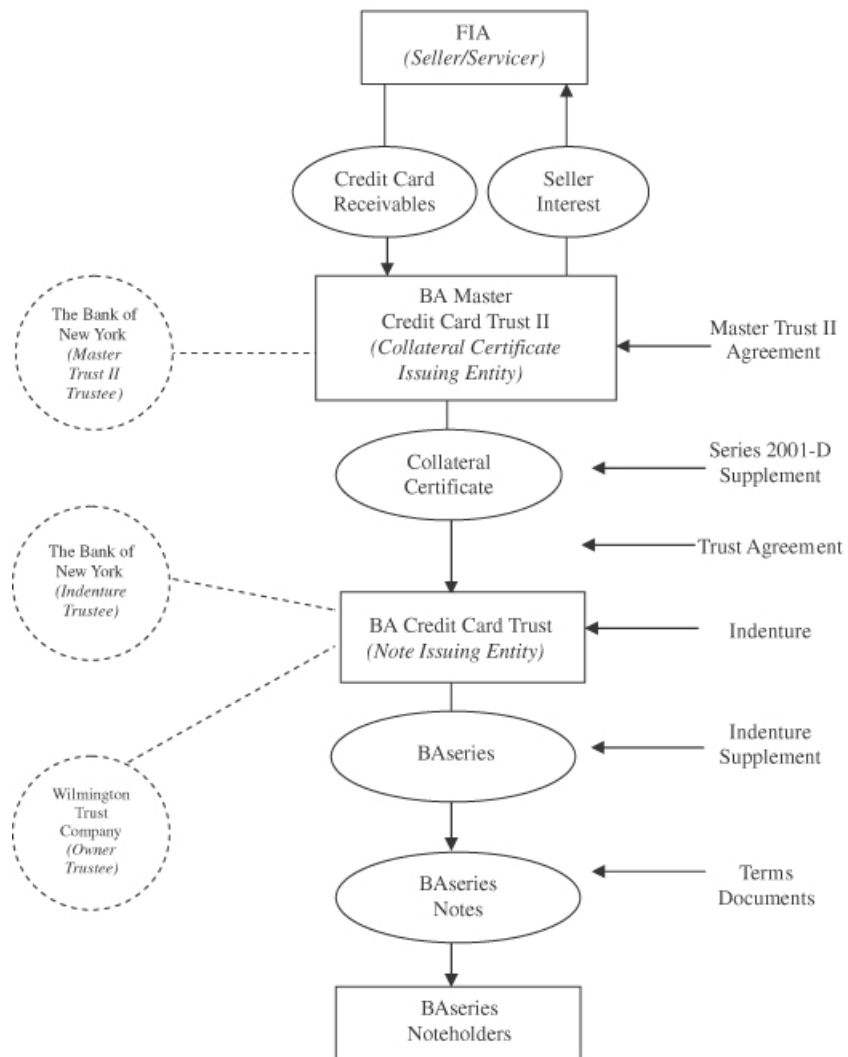 FIA
(Seller/Servicer)
Credit Card
Receivables
Seller
Interest
The Bank of
New York
(Master
Trust II
Trustee)
BA Master
Credit Card Trust II
(Collateral Certificate
Issuing Entity)
Master Trust II
Agreement
Collateral
Certificate
Series 2001-D
Supplement
The Bank of
New York
(Indenture
Trustee)
Trust Agreement
BA Credit Card Trust
(Note Issuing Entity)
Indenture
BAseries
Indenture
Supplement
Wilmington
Trust
Company
(Owner
Trustee)
BAseries
Notes
Terms
Documents
BAseries
Noteholders